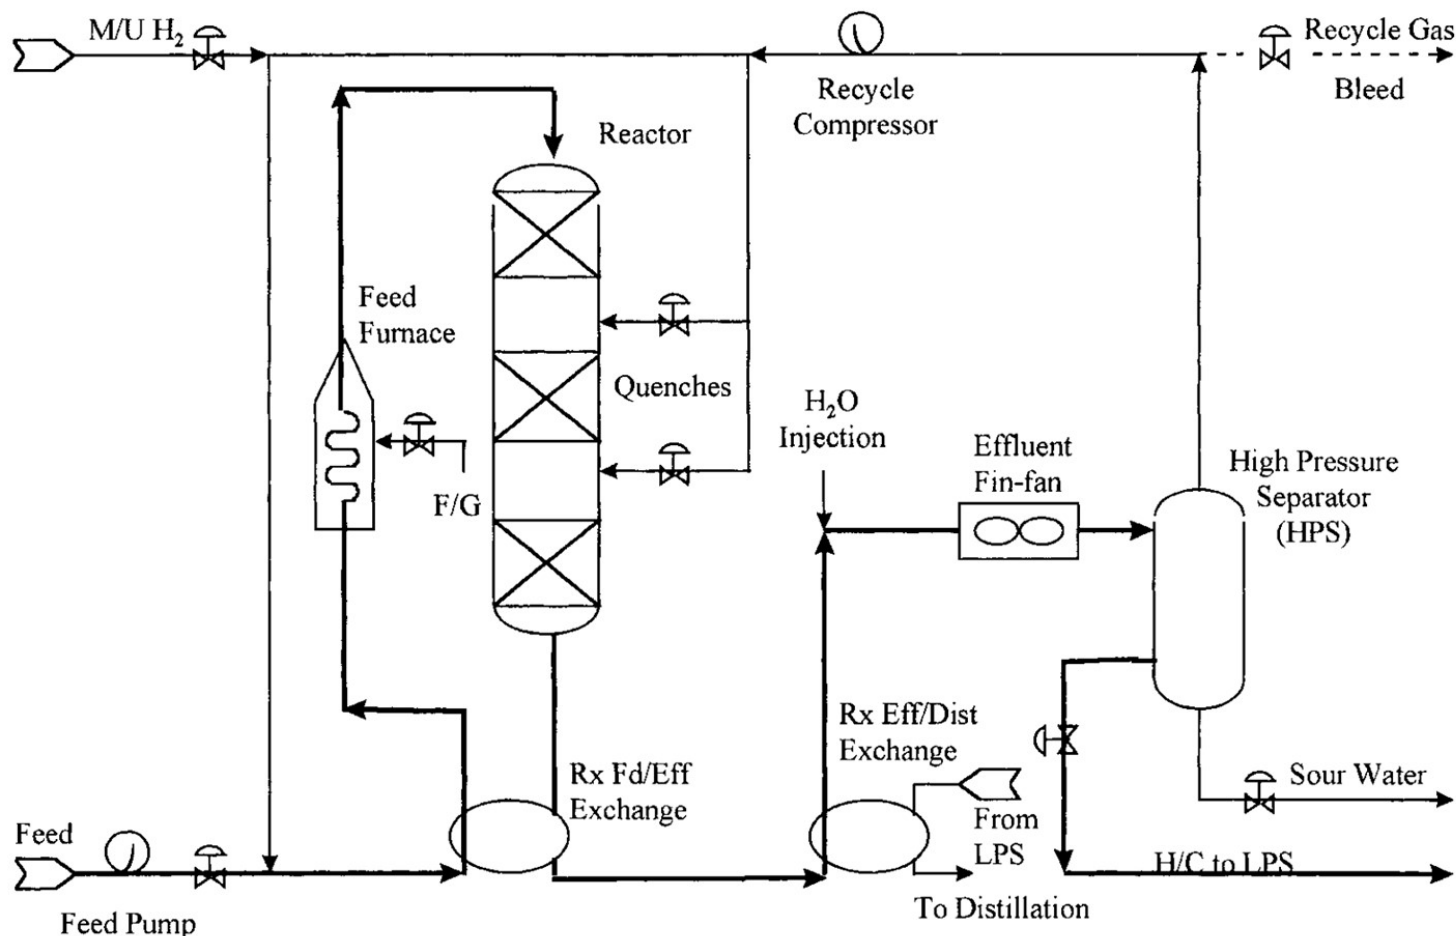 M/U H₂
Recycle Gas
Bleed
Recycle
Compressor
Reactor
Feed
Furnace
Quenches
F/G
H₂O
Injection
Effluent
Fin-fan
High Pressure
Separator
(HPS)
Rx Fd/Eff
Exchange
Rx Eff/Dist
Exchange
Sour Water
From
LPS
Feed
H/C to LPS
To Distillation
Feed Pump